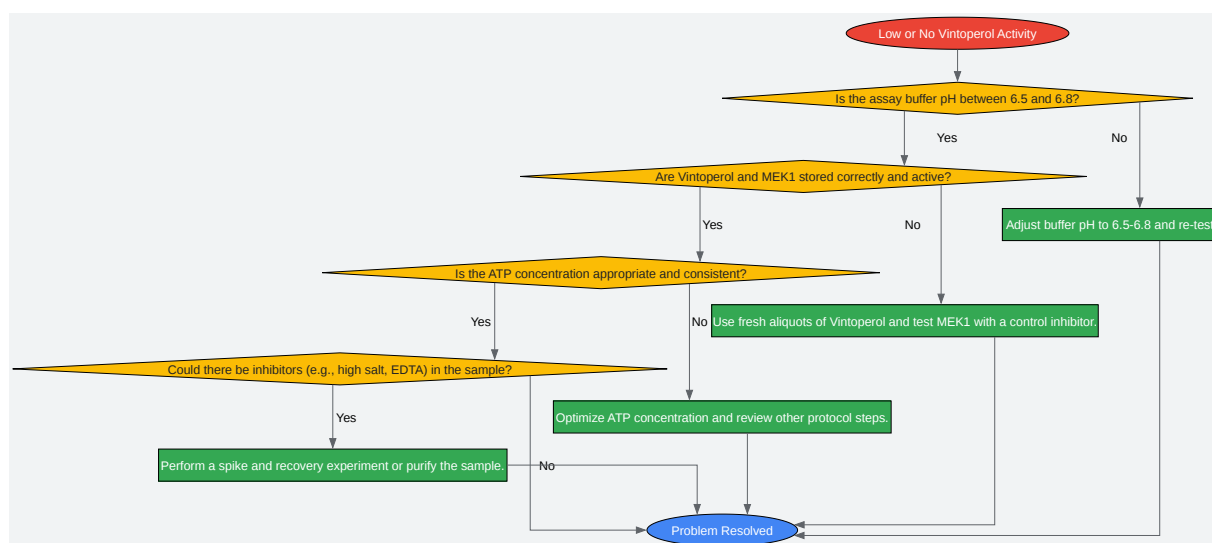 Low or No Vintoperol Activity
Is the assay buffer pH between 6.5 and 6.8?
Yes
No
Are Vintoperol and MEK1 stored correctly and active?
Yes
No
Adjust buffer pH to 6.5-6.8 and re-test
Is the ATP concentration appropriate and consistent?
Yes
No
Use fresh aliquots of Vintoperol and test MEK1 with a control inhibitor.
Could there be inhibitors (e.g., high salt, EDTA) in the sample?
Yes
Optimize ATP concentration and review other protocol steps.
Perform a spike and recovery experiment or purify the sample.
No
Problem Resolved